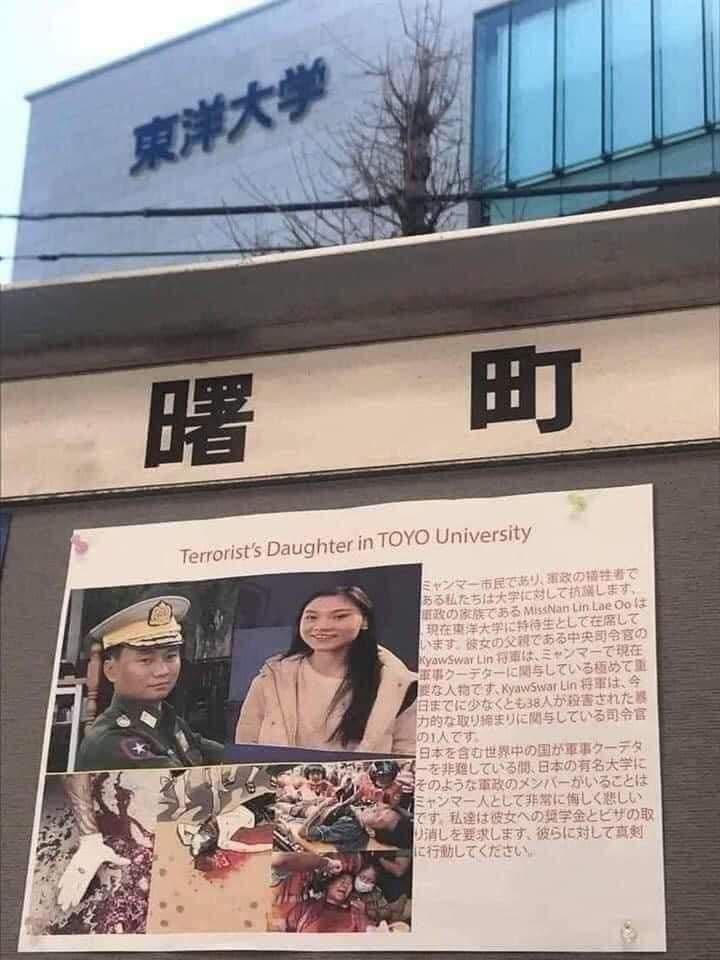 東洋大学
曙町
Terrorist's Daughter in TOYO University
ミャンマー市民であり、軍政の犠牲者で
ある私たちは大学に対して抗議します、
軍政の家族である MissNan Lin Lae Oo は
、現在東洋大学に特待生として在席して
います。彼女の父親である中央司令官の
KyawSwar Lin 将軍は、ミャンマーで現在
軍事クーデターに関与している極めて重
要な人物です。KyawSwar Lin 将軍は、今
日までに少なくとも38人が殺害された暴
力的な取り締まりに関与している司令官
の1人です。
日本を含む世界中の国が軍事クーデタ
ーを非難している間、日本の有名大学に
そのような軍政のメンバーがいることは
ミャンマー人として非常に悔しく悲しい
です。私達は彼女への奨学金とビザの取
り消しを要求します、彼らに対して真剣
に行動してください。